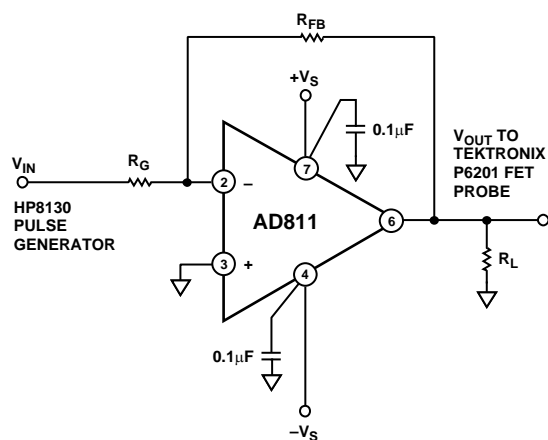 R_FB
+V_S
0.1µF
V_OUT TO
TEKTRONIX
P6201 FET
PROBE
V_IN
R_G
HP8130
PULSE
GENERATOR
2
–
7
AD811
6
3
+
4
R_L
0.1µF
–V_S